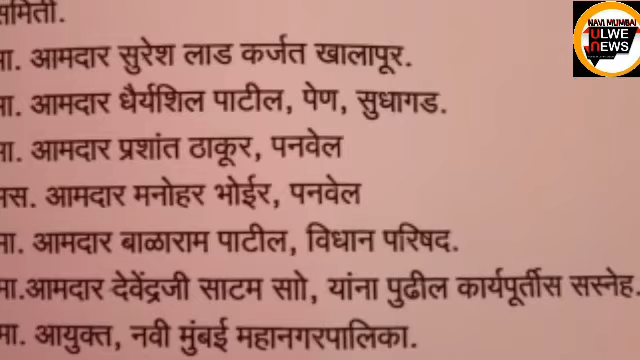 समिती.
मा. आमदार सुरेश लाड कर्जत खालापूर.
मा. आमदार धैर्यशिल पाटील, पेण, सुधागड.
मा. आमदार प्रशांत ठाकूर, पनवेल
मस. आमदार मनोहर भोईर, पनवेल
मा. आमदार बाळाराम पाटील, विधान परिषद.
मा.आमदार देवेंद्रजी साटम साो, यांना पुढील कार्यपूर्तीस सस्नेह.
मा. आयुक्त, नवी मुंबई महानगरपालिका.
NAVI MUMBAI
ULWE
NEWS